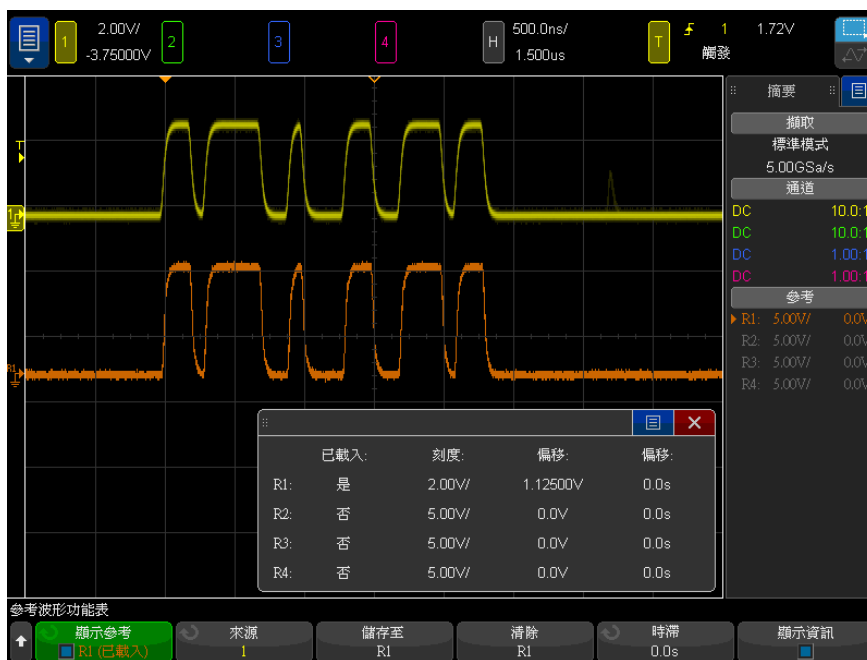 1 2.00V/ 2 3 4 H 500.0ns/ T 1 1.72V
-3.75000V 1.500us 觸發
摘要
擷取
標準模式
5.00GSa/s
通道
DC 10.0:1
DC 10.0:1
DC 1.00:1
DC 1.00:1
參考
R1: 5.00V/ 0.0V
R2: 5.00V/ 0.0V
R3: 5.00V/ 0.0V
R4: 5.00V/ 0.0V
T
1
R1
已載入: 刻度: 偏移: 偏移:
R1: 是 2.00V/ 1.12500V 0.0s
R2: 否 5.00V/ 0.0V 0.0s
R3: 否 5.00V/ 0.0V 0.0s
R4: 否 5.00V/ 0.0V 0.0s
參考波形功能表
顯示參考 來源 儲存至 清除 時滯 顯示資訊
R1 (已載入) 1 R1 R1 0.0s